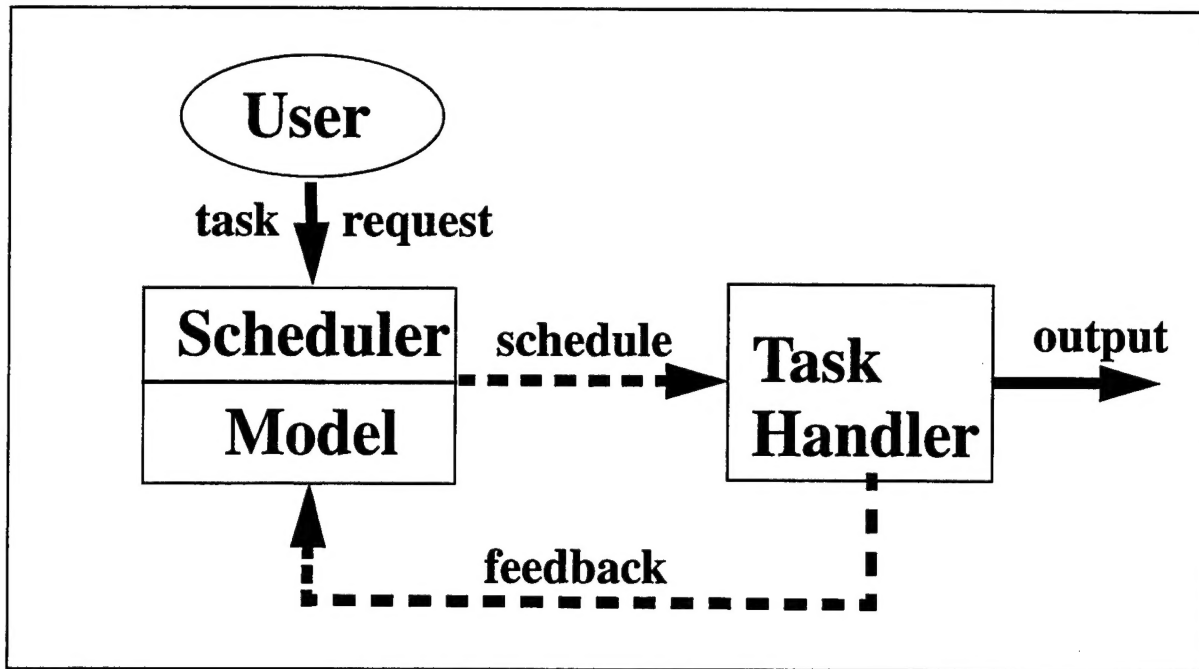 User
task request
Scheduler
schedule
output
Task
Model
Handler
feedback